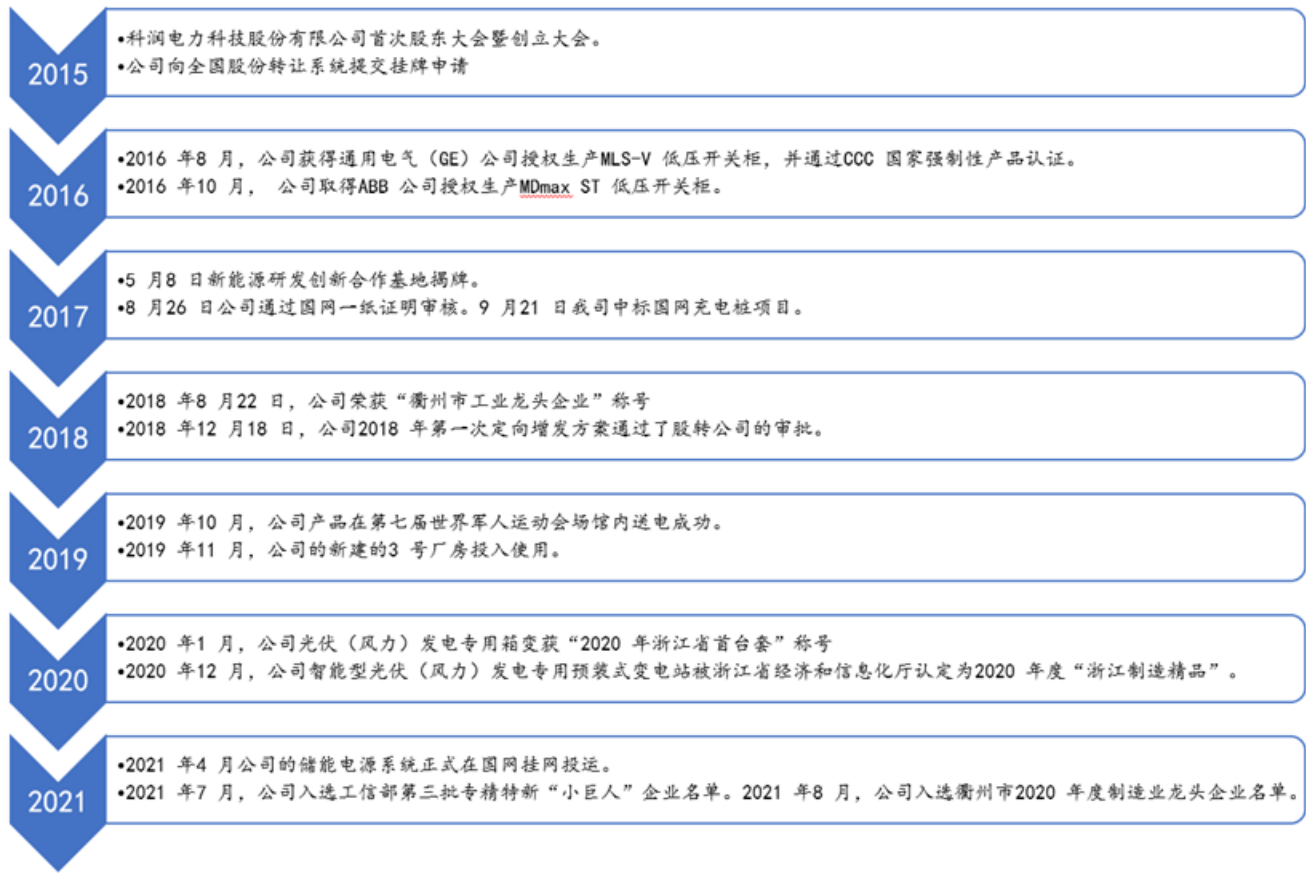 2015
•科润电力科技股份有限公司首次股东大会暨创立大会。
•公司向全国股份转让系统提交挂牌申请
2016
•2016 年8 月，公司获得通用电气（GE）公司授权生产MLS-V 低压开关柜，并通过CCC 国家强制性产品认证。
•2016 年10 月， 公司取得ABB 公司授权生产MDmax ST 低压开关柜。
2017
•5 月8 日新能源研发创新合作基地揭牌。
•8 月26 日公司通过国网一纸证明审核。9 月21 日我司中标国网充电桩项目。
2018
•2018 年8 月22 日，公司荣获“衢州市工业龙头企业”称号
•2018 年12 月18 日，公司2018 年第一次定向增发方案通过了股转公司的审批。
2019
•2019 年10 月，公司产品在第七届世界军人运动会场馆内送电成功。
•2019 年11 月，公司的新建的3 号厂房投入使用。
2020
•2020 年1 月，公司光伏（风力）发电专用箱变获“2020 年浙江省首台套”称号
•2020 年12 月，公司智能型光伏（风力）发电专用预装式变电站被浙江省经济和信息化厅认定为2020 年度“浙江制造精品”。
2021
•2021 年4 月公司的储能电源系统正式在国网挂网投运。
•2021 年7 月，公司入选工信部第三批专精特新“小巨人”企业名单。2021 年8 月，公司入选衢州市2020 年度制造业龙头企业名单。